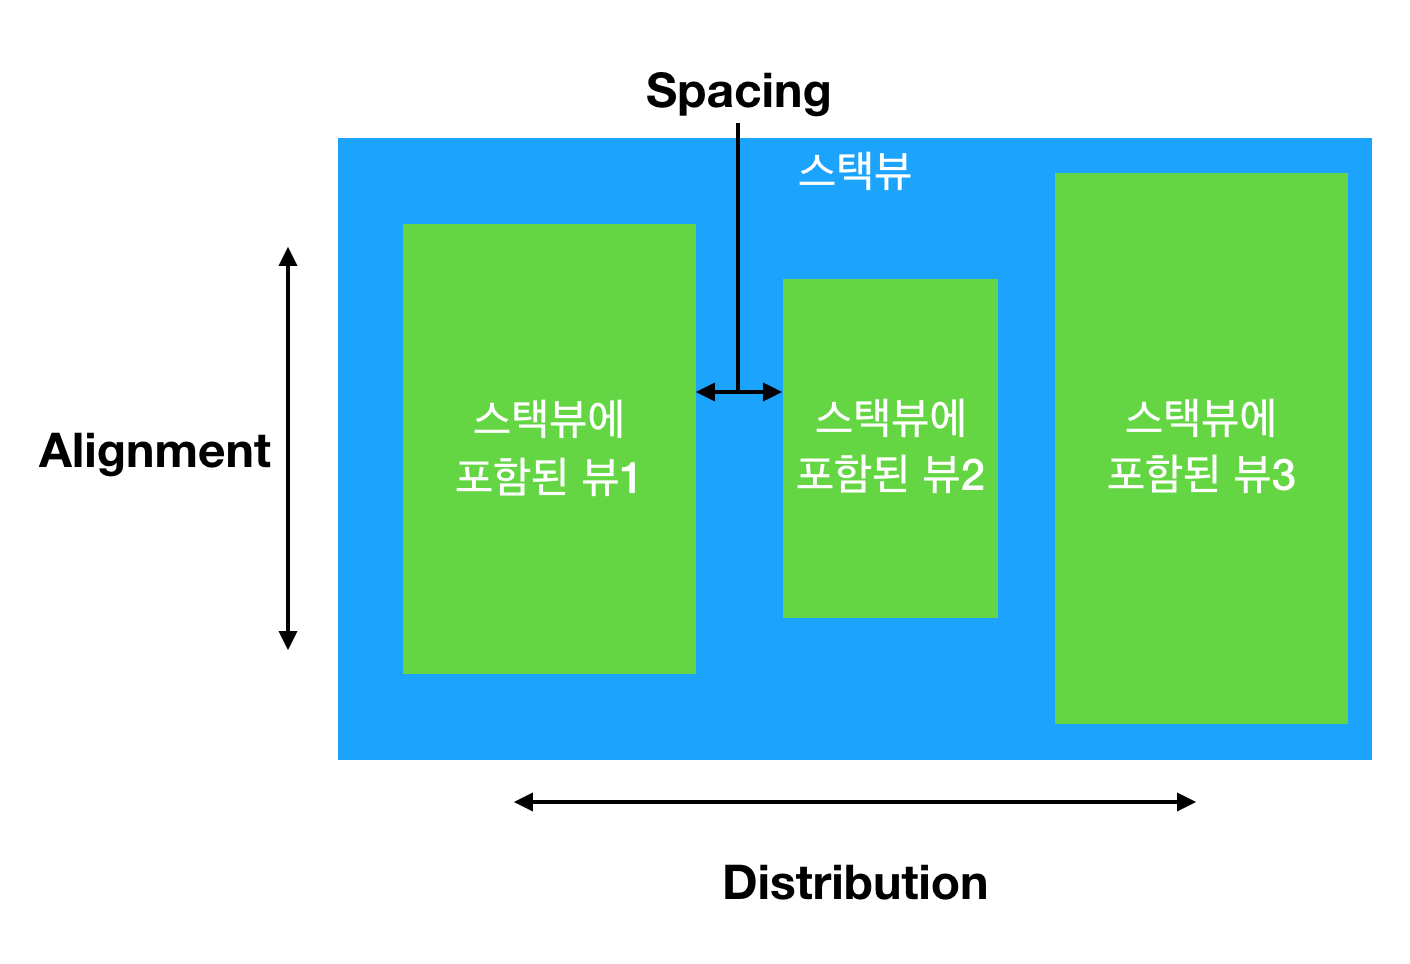 Spacing
스택뷰
Alignment
스택뷰에
포함된 뷰1
스택뷰에
포함된 뷰2
스택뷰에
포함된 뷰3
Distribution